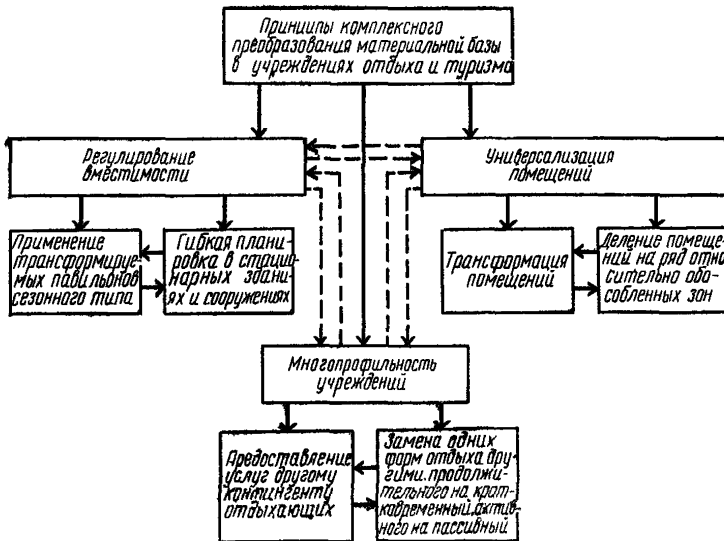 Принципы комплексного
преобразования материальной базы
в учреждениях отдыха и туризма
Регулирование
вместимости
Универсализация
помещений
Применение
трансформируе-
мых павильонов
сезонного типа
Гибкая плани-
ровка в стацио-
нарных здани-
ях и сооружениях
Трансформация
помещений
Деление помеще-
ний на ряд отно-
сительно обо-
собленных зон
Многопрофильность
учреждений
Предоставление
услуг другому
контингенту
отдыхающих
Замена одних
форм отдыха дру-
гими: продолжи-
тельного на крат-
ковременный, актив-
ного на пассивный